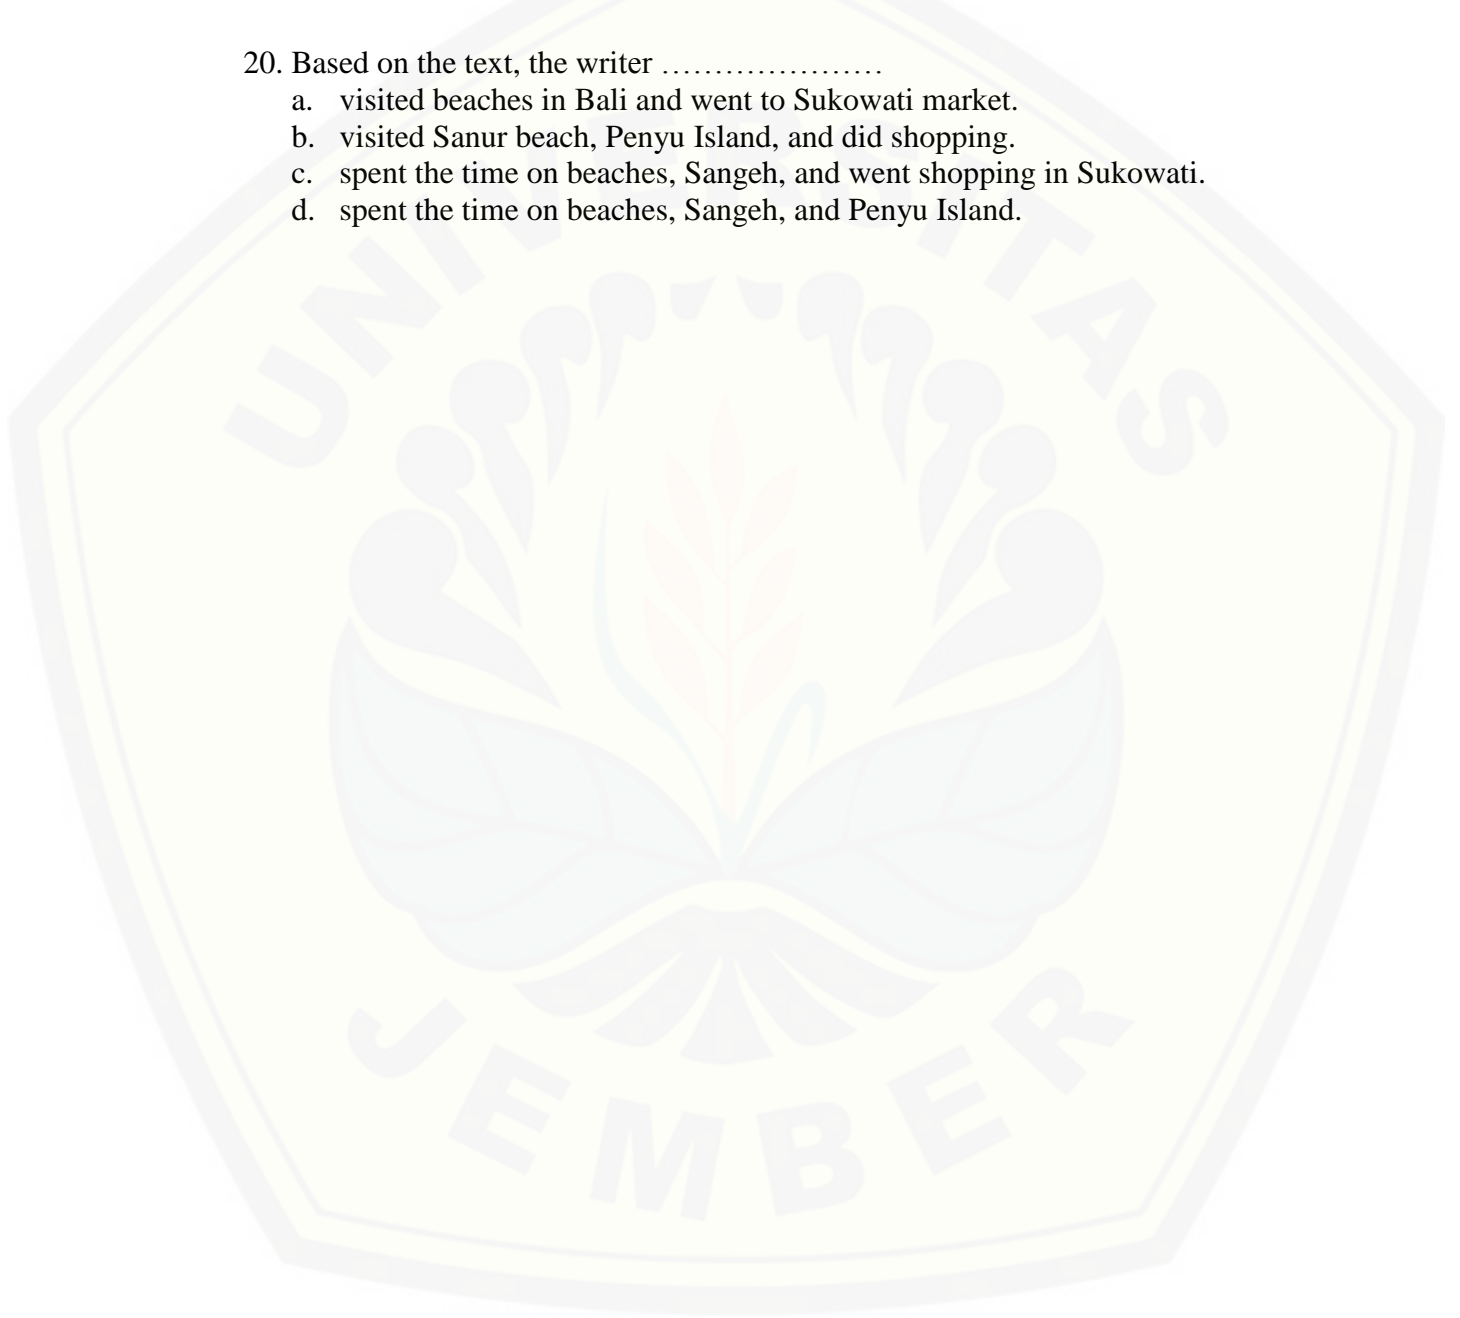 20. Based on the text, the writer …………………
a. visited beaches in Bali and went to Sukowati market.
b. visited Sanur beach, Penyu Island, and did shopping.
c. spent the time on beaches, Sangeh, and went shopping in Sukowati.
d. spent the time on beaches, Sangeh, and Penyu Island.
UNIVERSITAS
JEMBER